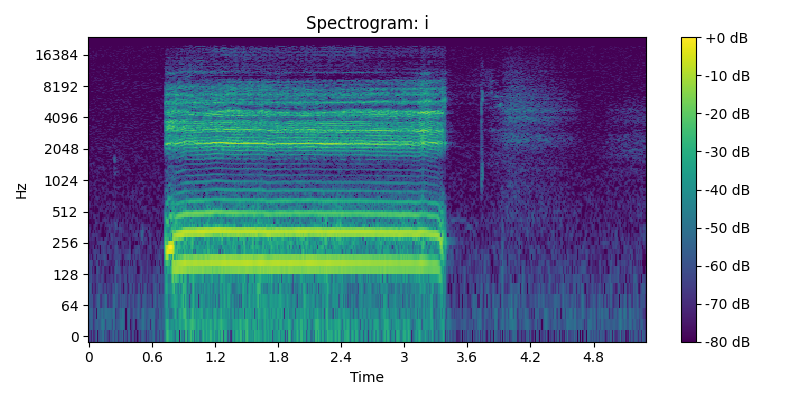 Spectrogram: i
16384
8192
4096
2048
1024
512
256
128
64
0
Hz
0 0.6 1.2 1.8 2.4 3 3.6 4.2 4.8
Time
+0 dB
-10 dB
-20 dB
-30 dB
-40 dB
-50 dB
-60 dB
-70 dB
-80 dB